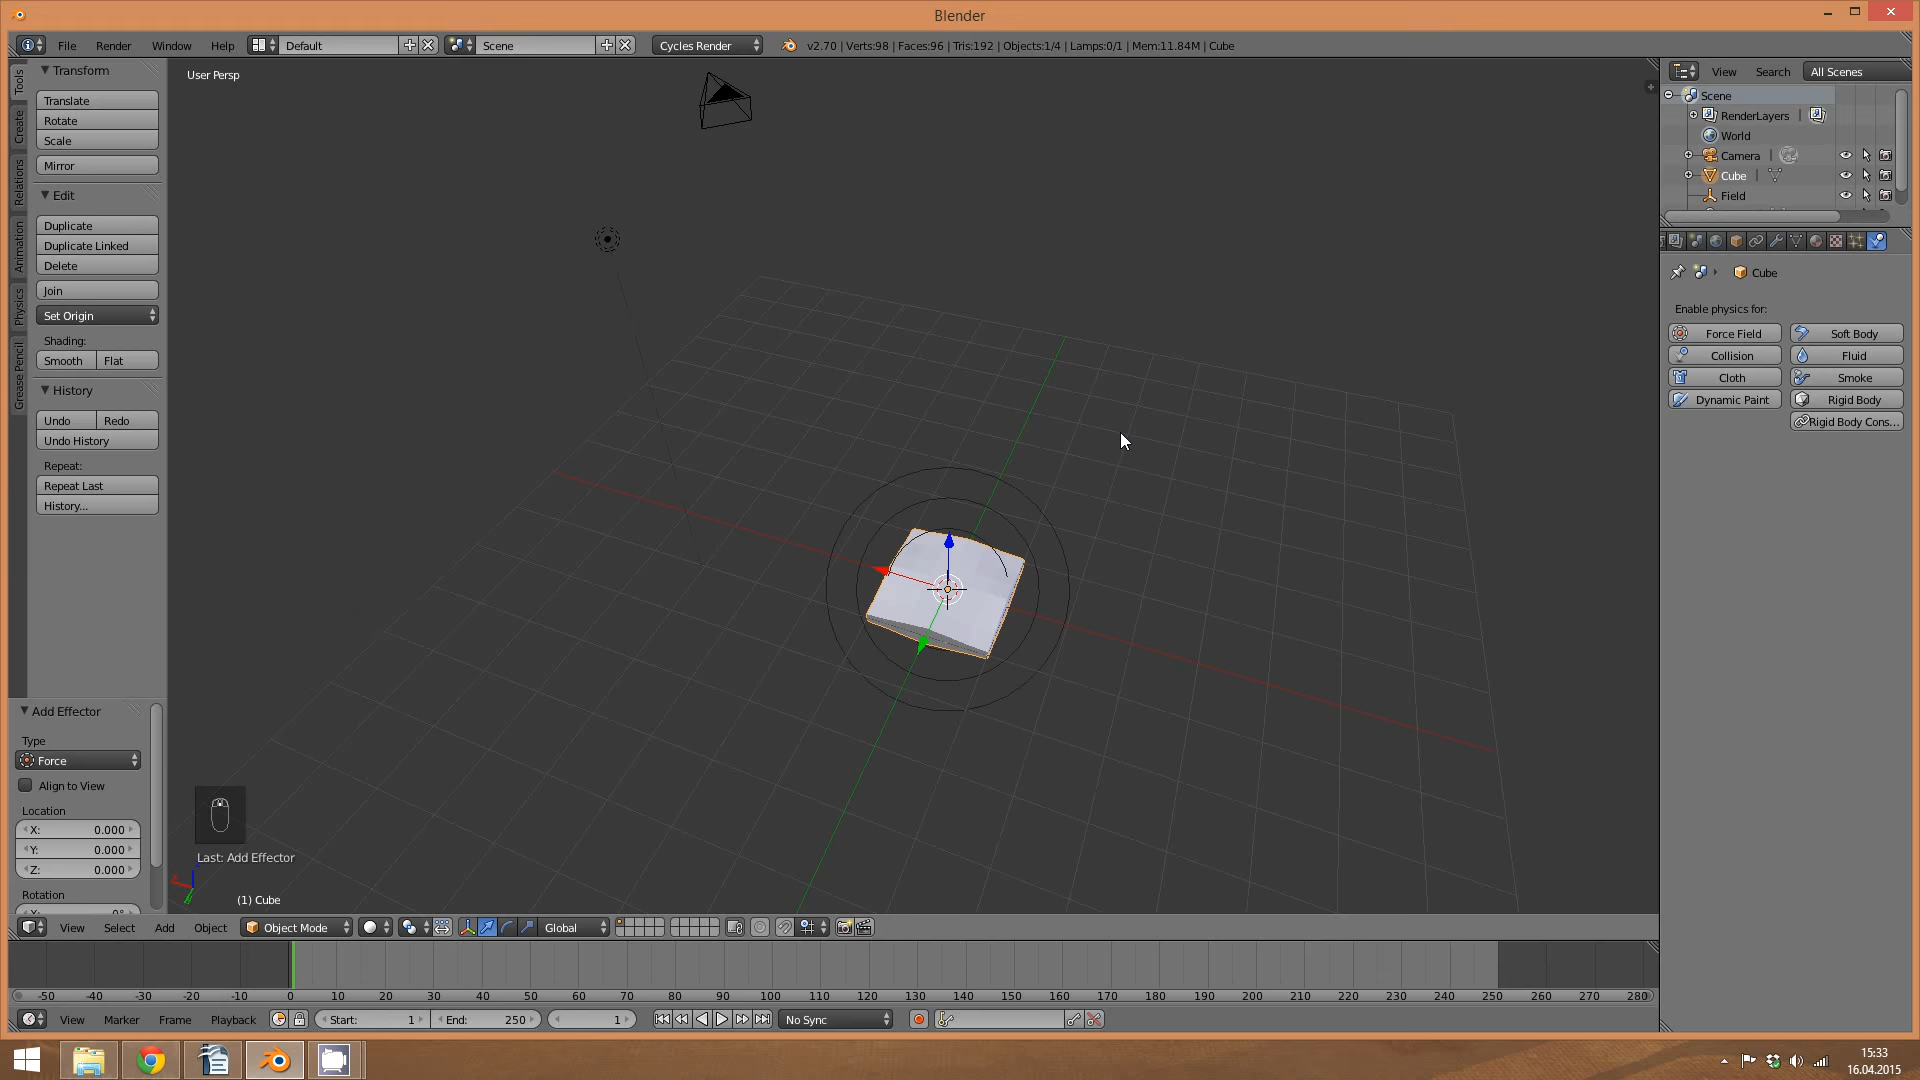 Blender
File Render Window Help Default Scene Cycles Render v2.70 | Verts:98 | Faces:96 | Tris:192 | Objects:1/4 | Lamps:0/1 | Mem:11.84M | Cube
Tools
Create
Relations
Animation
Physics
Grease Pencil
Transform
Translate
Rotate
Scale
Mirror
Edit
Duplicate
Duplicate Linked
Delete
Join
Set Origin
Shading:
Smooth Flat
History
Undo Redo
Undo History
Repeat:
Repeat Last
History...
Add Effector
Type
Force
Align to View
Location
X: 0.000
Y: 0.000
Z: 0.000
Rotation
User Persp
Last: Add Effector
(1) Cube
View Search All Scenes
Scene
RenderLayers |
World
Camera |
Cube |
Field
Cube
Enable physics for:
Force Field Soft Body
Collision Fluid
Cloth Smoke
Dynamic Paint Rigid Body
Rigid Body Cons...
View Select Add Object Object Mode Global
-50 -40 -30 -20 -10 0 10 20 30 40 50 60 70 80 90 100 110 120 130 140 150 160 170 180 190 200 210 220 230 240 250 260 270 280
View Marker Frame Playback Start: 1 End: 250 1 No Sync
15:33
16.04.2015